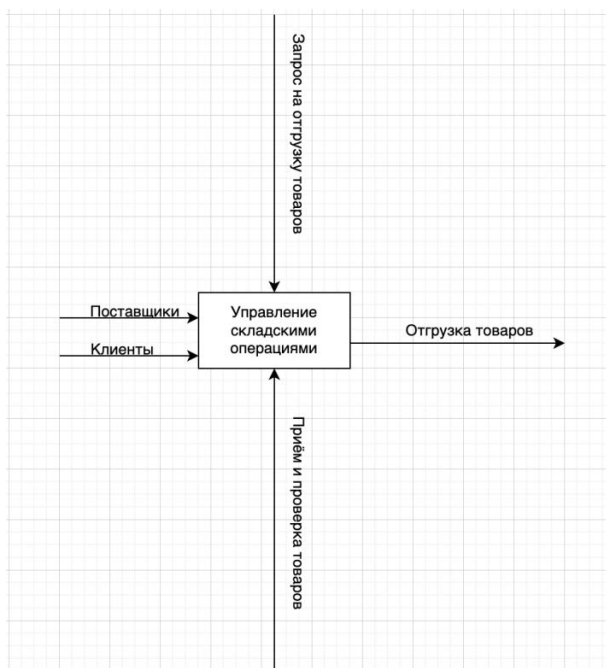 Запрос на отгрузку товаров
Поставщики
Клиенты
Управление
складскими
операциями
Отгрузка товаров
Приём и проверка товаров